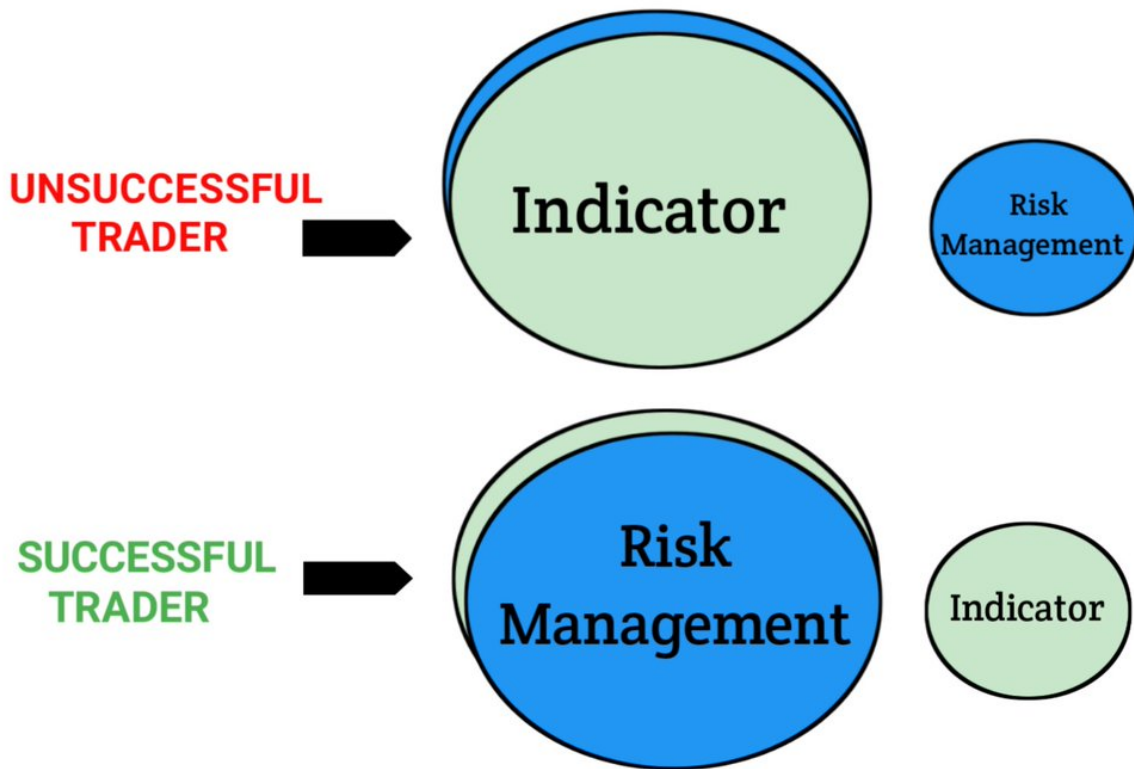 UNSUCCESSFUL
TRADER
Indicator
Risk
Management
SUCCESSFUL
TRADER
Risk
Management
Indicator